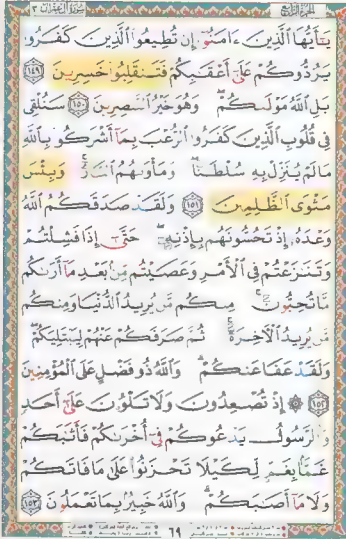 الجزء الرابع سورة آل عمران ٣
يَٰٓأَيُّهَا ٱلَّذِينَ ءَامَنُوٓا۟ إِن تُطِيعُوا۟ ٱلَّذِينَ كَفَرُوا۟
يَرُدُّوكُمْ عَلَىٰٓ أَعْقَٰبِكُمْ فَتَنقَلِبُوا۟ خَٰسِرِينَ ١٤٩
بَلِ ٱللَّهُ مَوْلَىٰكُمْ وَهُوَ خَيْرُ ٱلنَّٰصِرِينَ ١٥٠ سَنُلْقِى
فِى قُلُوبِ ٱلَّذِينَ كَفَرُوا۟ ٱلرُّعْبَ بِمَآ أَشْرَكُوا۟ بِٱللَّهِ
مَا لَمْ يُنَزِّلْ بِهِۦ سُلْطَٰنًا وَمَأْوَىٰهُمُ ٱلنَّارُ وَبِئْسَ
مَثْوَى ٱلظَّٰلِمِينَ ١٥١ وَلَقَدْ صَدَقَكُمُ ٱللَّهُ
وَعْدَهُۥٓ إِذْ تَحُسُّونَهُم بِإِذْنِهِۦ حَتَّىٰٓ إِذَا فَشِلْتُمْ
وَتَنَٰزَعْتُمْ فِى ٱلْأَمْرِ وَعَصَيْتُم مِّنۢ بَعْدِ مَآ أَرَىٰكُم
مَّا تُحِبُّونَ مِنكُم مَّن يُرِيدُ ٱلدُّنْيَا وَمِنكُم
مَّن يُرِيدُ ٱلْءَاخِرَةَ ثُمَّ صَرَفَكُمْ عَنْهُمْ لِيَبْتَلِيَكُمْ
وَلَقَدْ عَفَا عَنكُمْ وَٱللَّهُ ذُو فَضْلٍ عَلَى ٱلْمُؤْمِنِينَ
١٥٢ ۞ إِذْ تُصْعِدُونَ وَلَا تَلْوُۥنَ عَلَىٰٓ أَحَدٍ
وَٱلرَّسُولُ يَدْعُوكُمْ فِىٓ أُخْرَىٰكُمْ فَأَثَٰبَكُمْ
غَمًّۢا بِغَمٍّ لِّكَيْلَا تَحْزَنُوا۟ عَلَىٰ مَا فَاتَكُمْ
وَلَا مَآ أَصَٰبَكُمْ وَٱللَّهُ خَبِيرٌۢ بِمَا تَعْمَلُونَ ١٥٣
٦٩